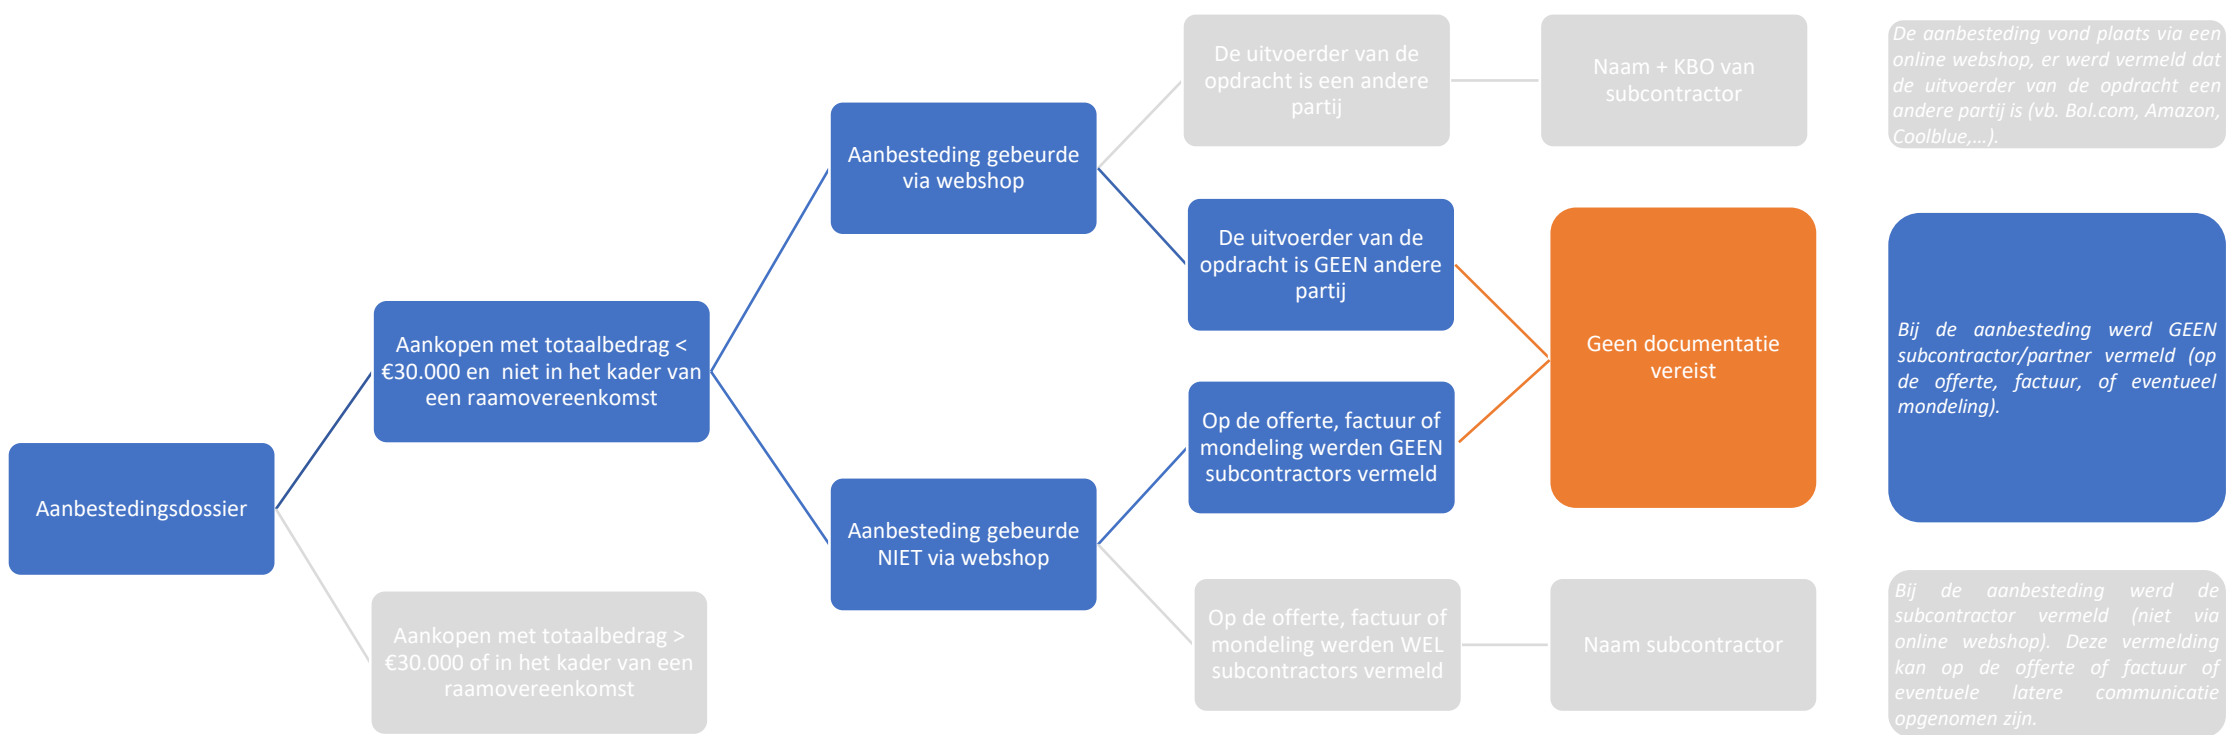 Aanbestedingsdossier
Aankopen met totaalbedrag <
€30.000 en niet in het kader van
een raamovereenkomst
Aankopen met totaalbedrag >
€30.000 of in het kader van een
raamovereenkomst
Aanbesteding gebeurde
via webshop
Aanbesteding gebeurde
NIET via webshop
De uitvoerder van de
opdracht is een andere
partij
De uitvoerder van de
opdracht is GEEN andere
partij
Op de offerte, factuur of
mondeling werden GEEN
subcontractors vermeld
Op de offerte, factuur of
mondeling werden WEL
subcontractors vermeld
Naam + KBO van
subcontractor
Geen documentatie
vereist
Naam subcontractor
De aanbesteding vond plaats via een
online webshop, er werd vermeld dat
de uitvoerder van de opdracht een
andere partij is (vb. Bol.com, Amazon,
Coolblue,...).
Bij de aanbesteding werd GEEN
subcontractor/partner vermeld (op
de offerte, factuur, of eventueel
mondeling).
Bij de aanbesteding werd de
subcontractor vermeld (niet via
online webshop). Deze vermelding
kan op de offerte of factuur of
eventuele latere communicatie
opgenomen zijn.